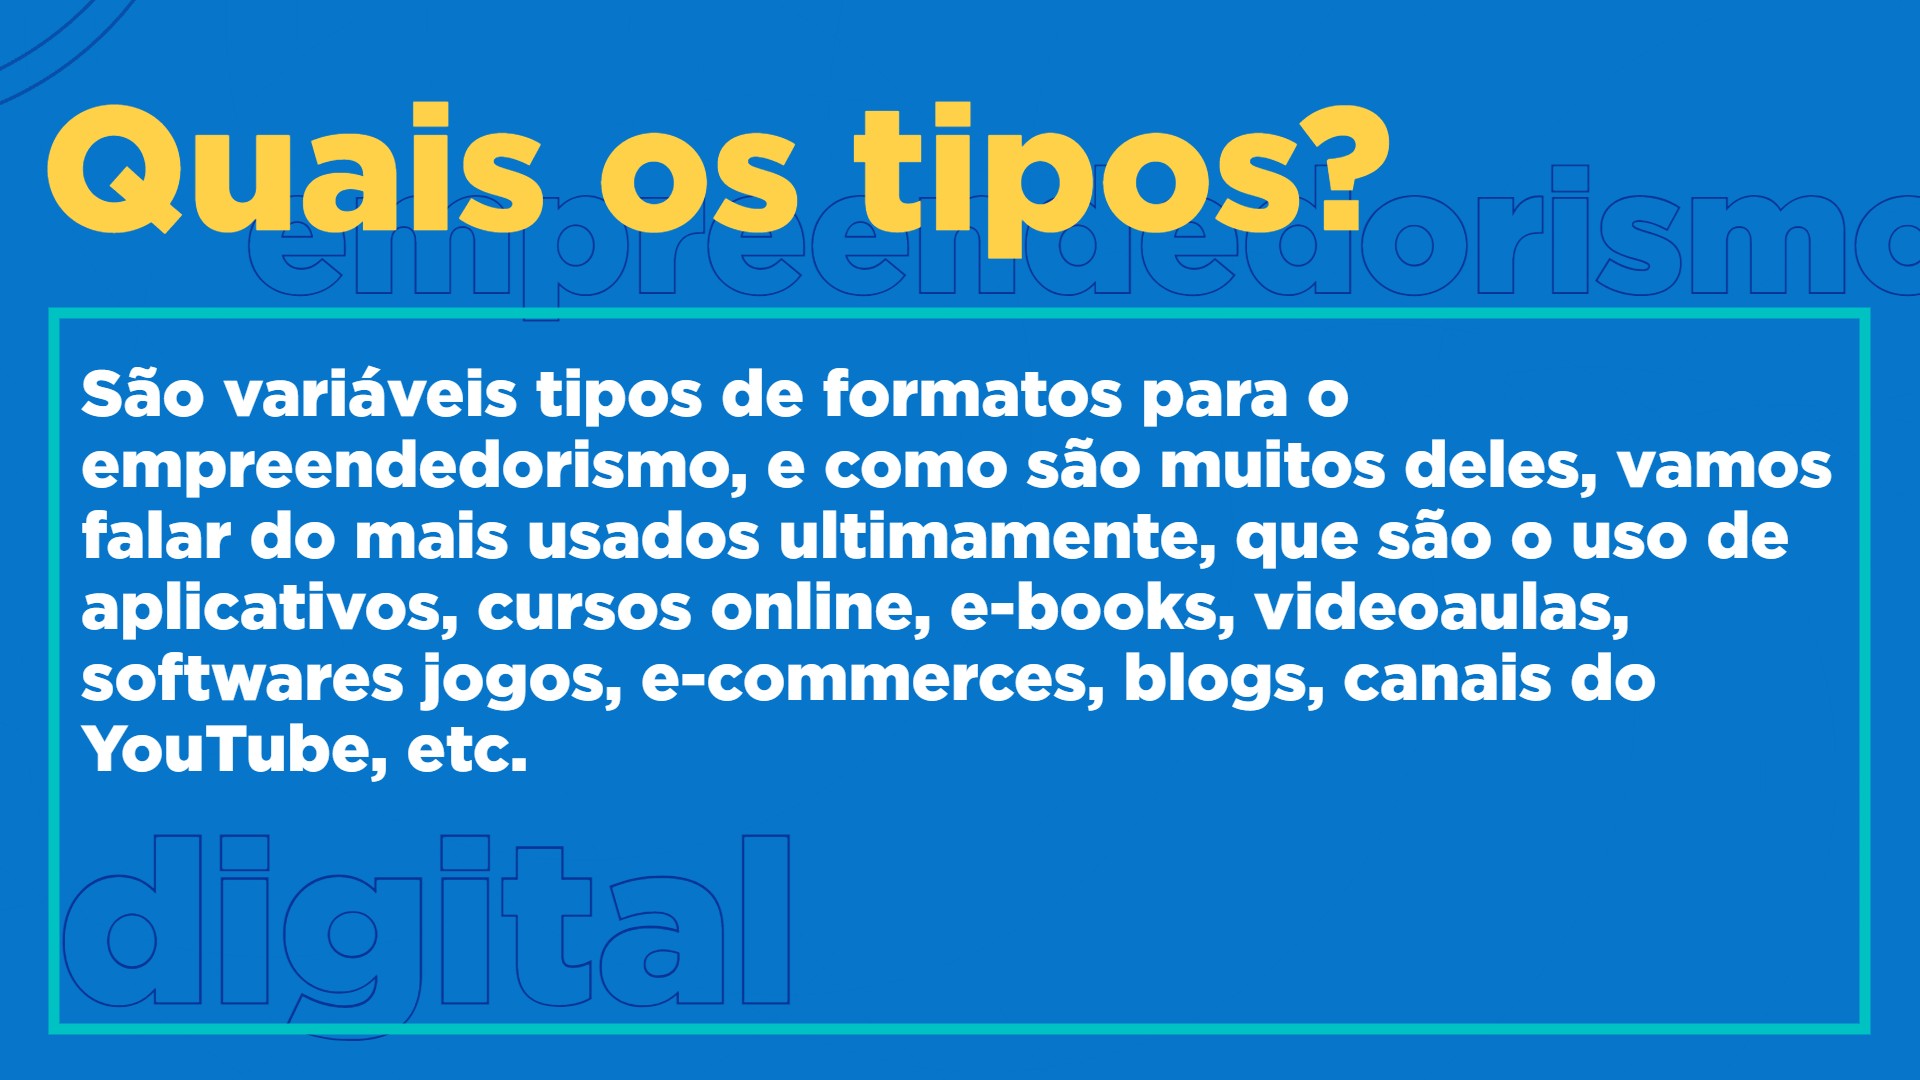 Quais os tipos?
empreendedorismo
São variáveis tipos de formatos para o
empreendedorismo, e como são muitos deles, vamos
falar do mais usados ultimamente, que são o uso de
aplicativos, cursos online, e-books, videoaulas,
softwares jogos, e-commerces, blogs, canais do
YouTube, etc.
digital